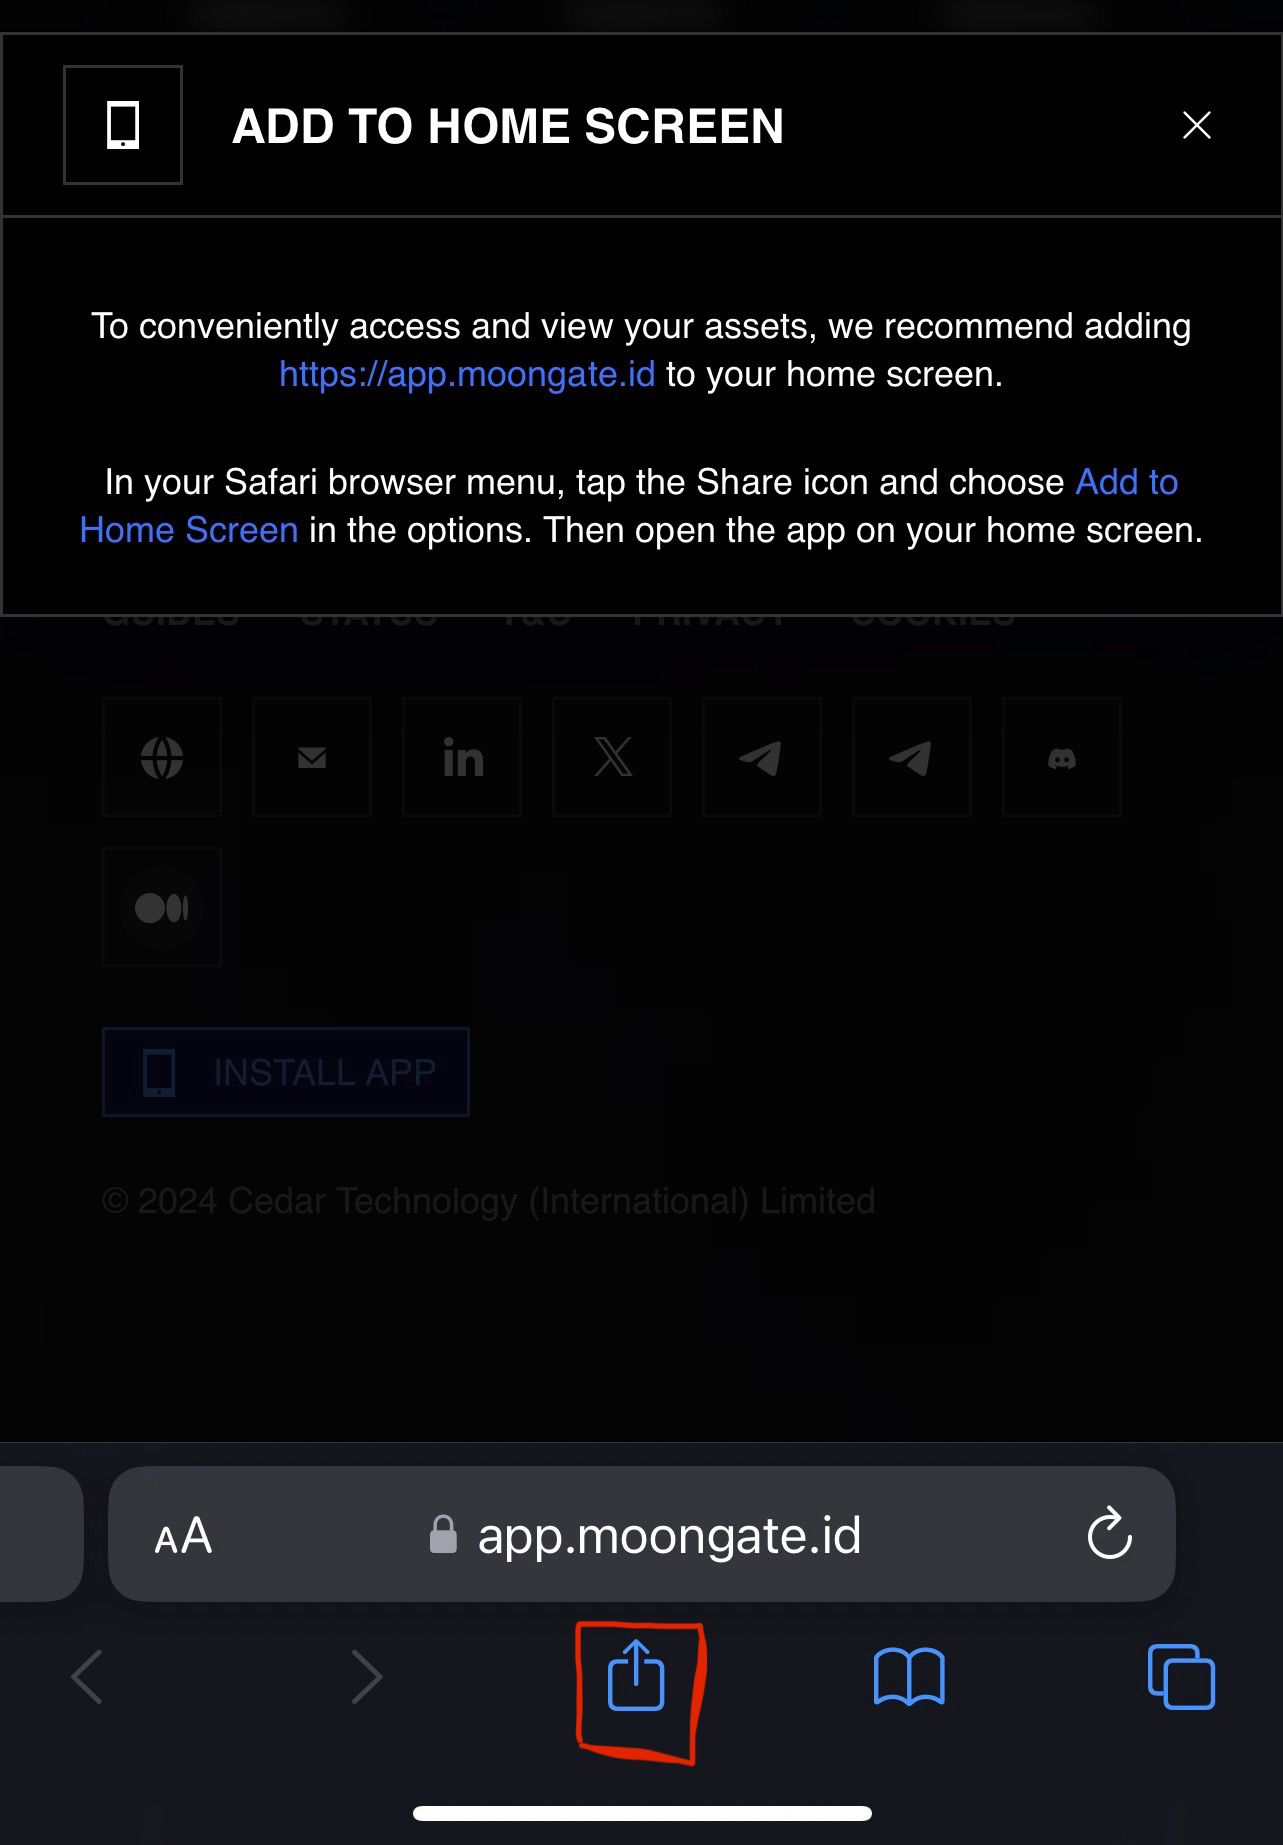 ADD TO HOME SCREEN
To conveniently access and view your assets, we recommend adding
https://app.moongate.id to your home screen.
In your Safari browser menu, tap the Share icon and choose Add to
Home Screen in the options. Then open the app on your home screen.
GUIDES STATUS T&C PRIVACY COOKIES
in
INSTALL APP
© 2024 Cedar Technology (International) Limited
AA app.moongate.id